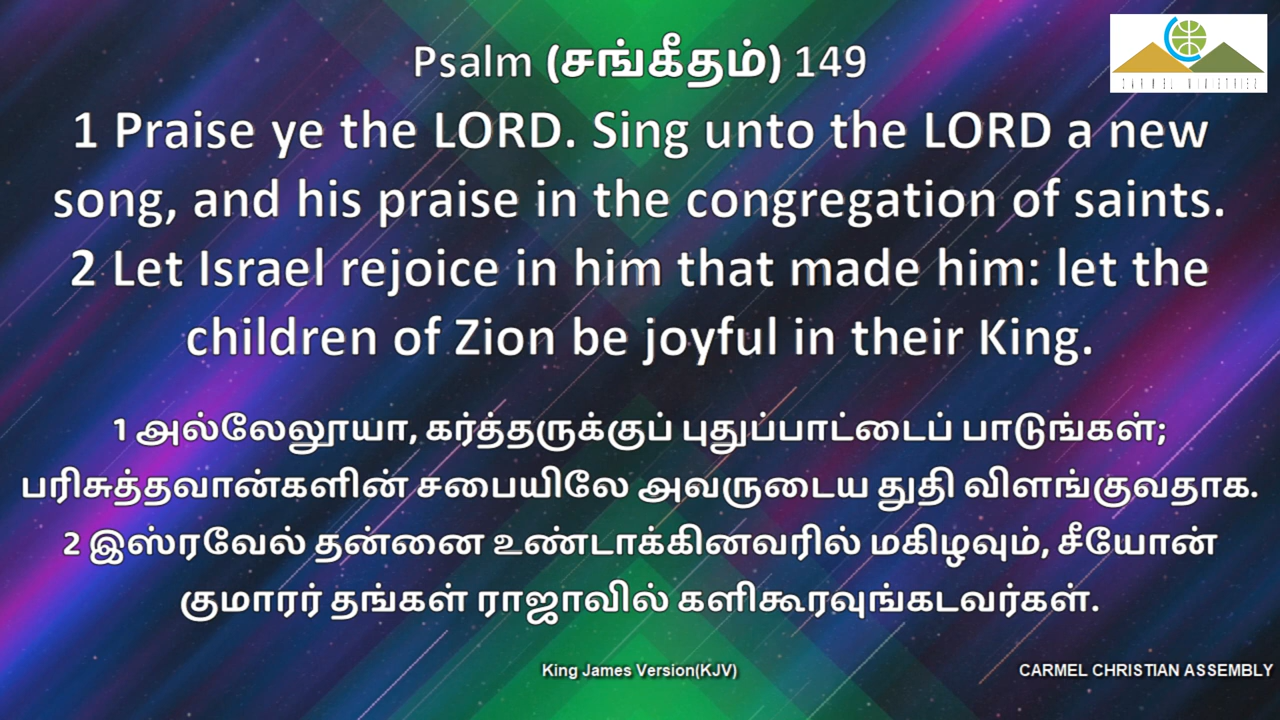 Psalm (சங்கீதம்) 149
CARMEL MINISTRIES
1 Praise ye the LORD. Sing unto the LORD a new
song, and his praise in the congregation of saints.
2 Let Israel rejoice in him that made him: let the
children of Zion be joyful in their King.
1 அல்லேலூயா, கர்த்தருக்குப் புதுப்பாட்டைப் பாடுங்கள்;
பரிசுத்தவான்களின் சபையிலே அவருடைய துதி விளங்குவதாக.
2 இஸ்ரவேல் தன்னை உண்டாக்கினவரில் மகிழவும், சீயோன்
குமாரர் தங்கள் ராஜாவில் களிகூரவுங்கடவர்கள்.
King James Version(KJV)
CARMEL CHRISTIAN ASSEMBLY